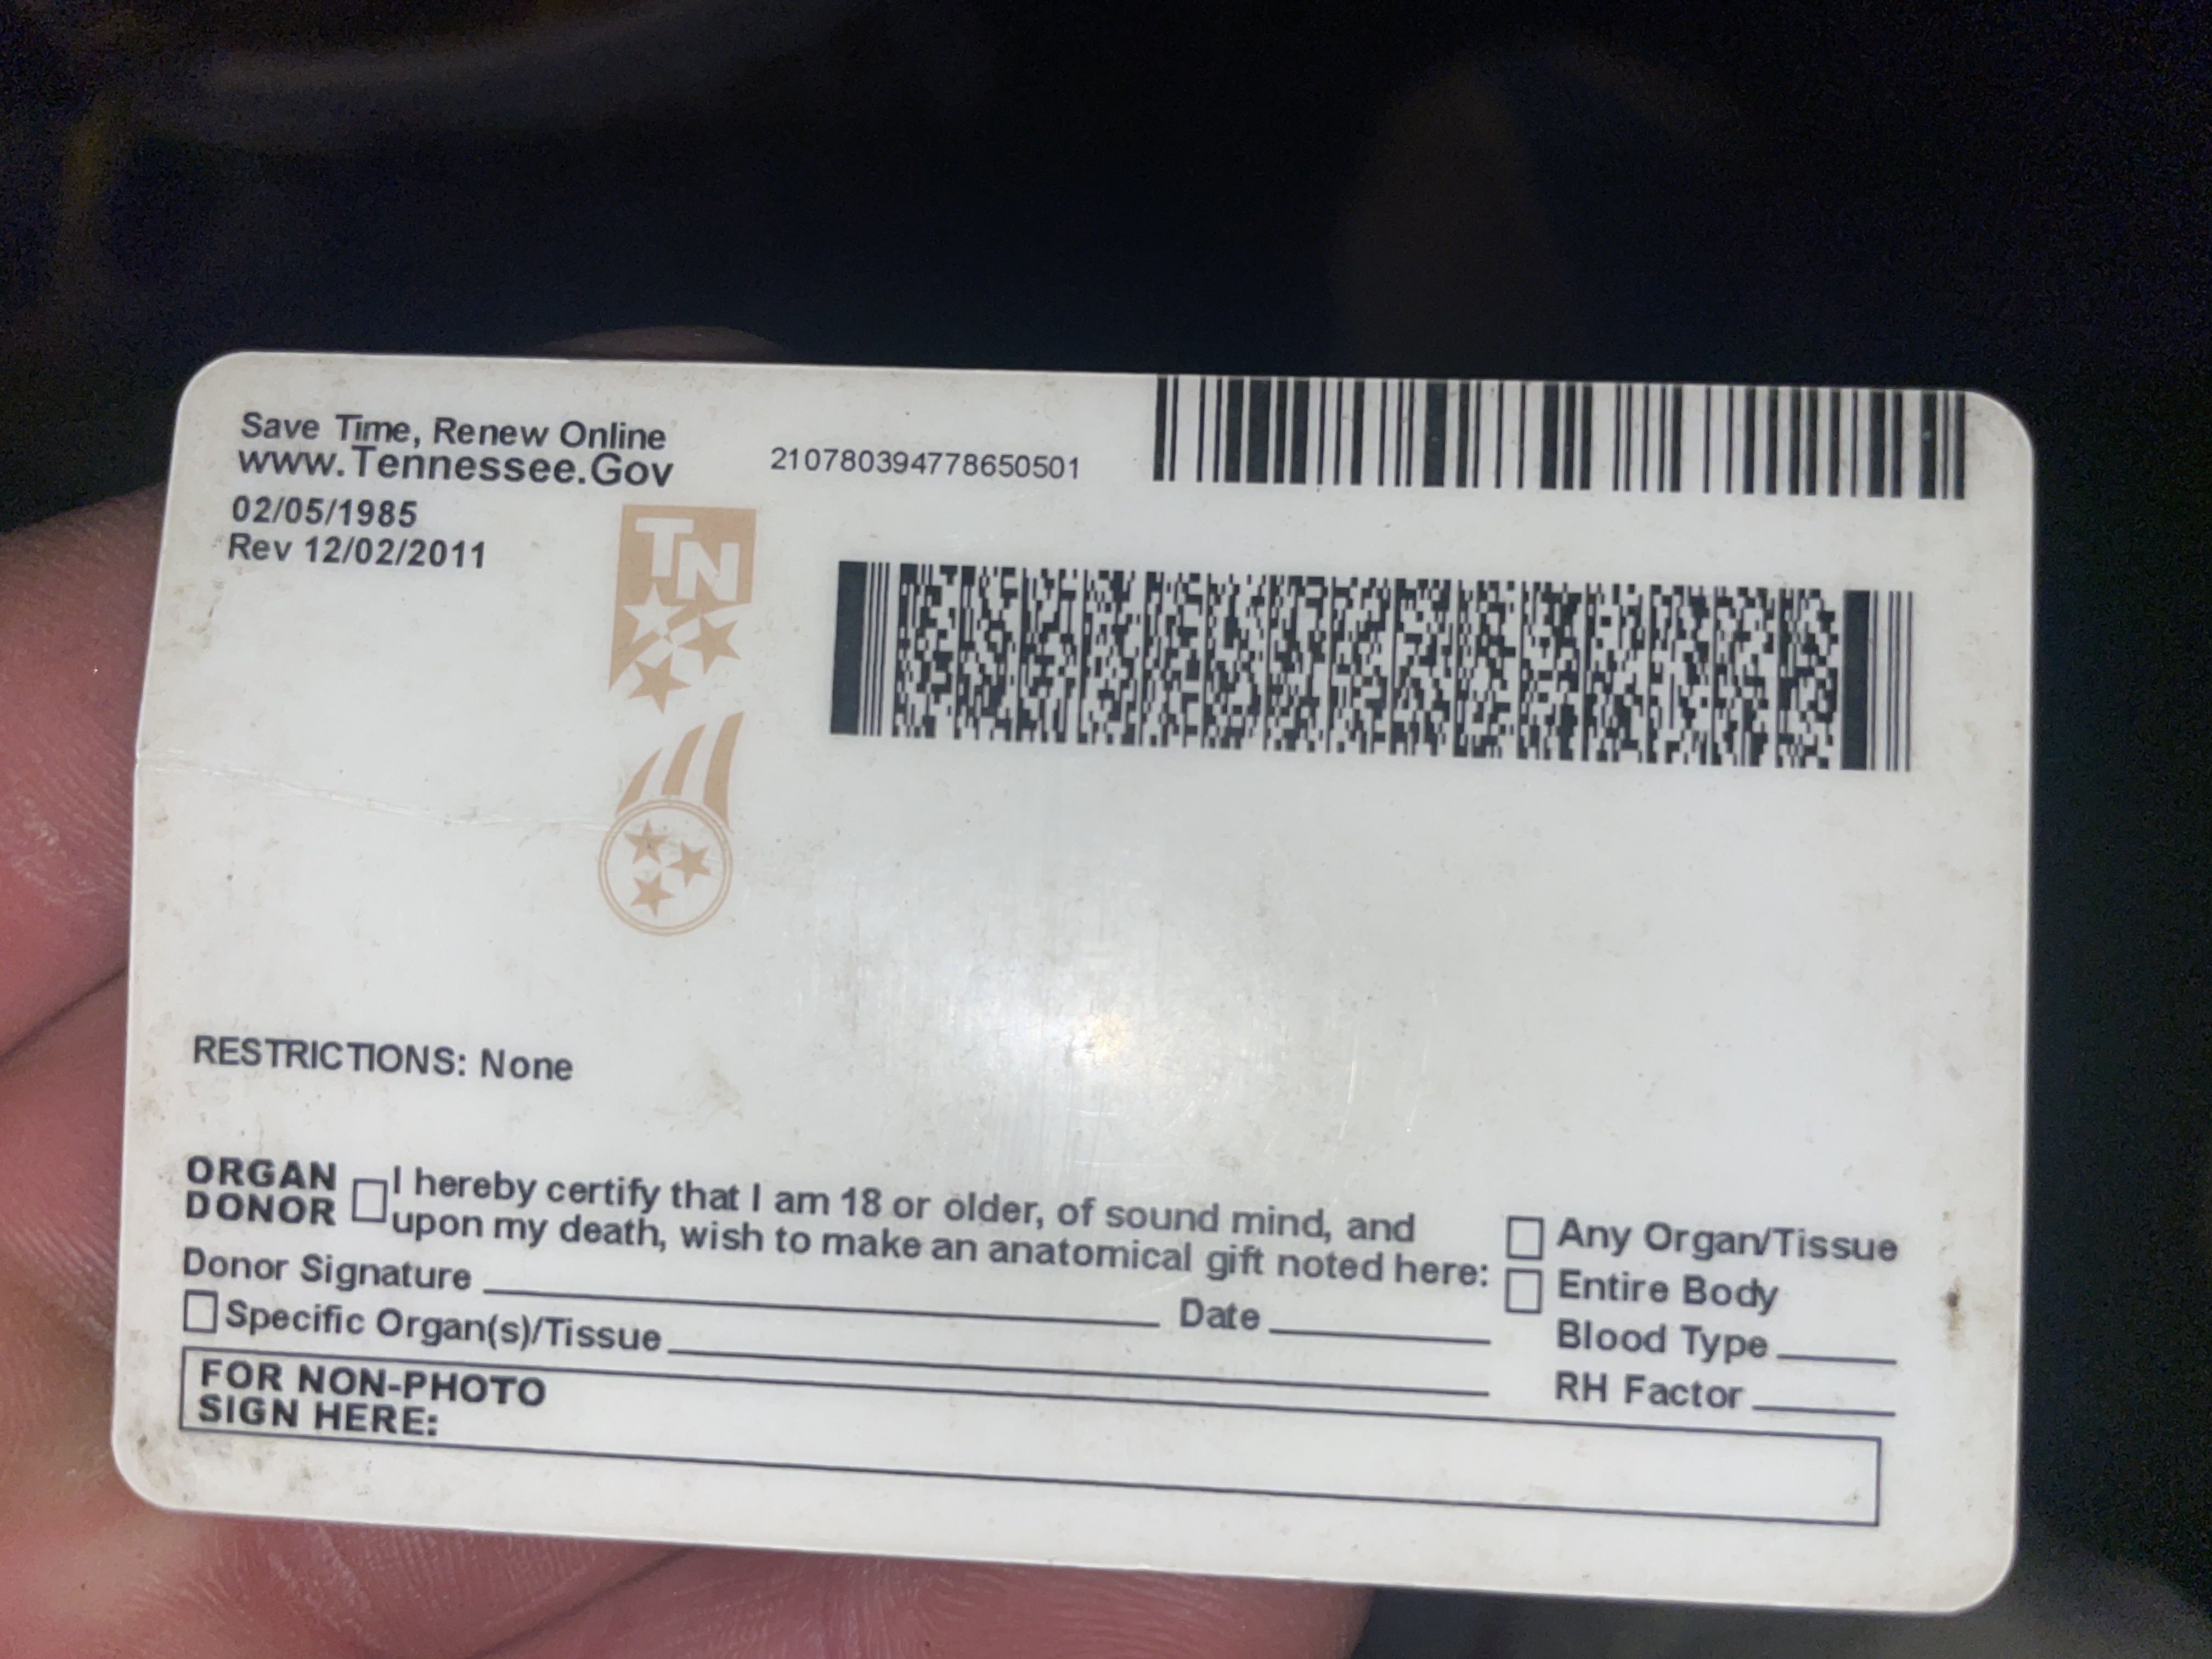 Save Time, Renew Online
www.Tennessee.Gov
210780394778650501
02/05/1985
Rev 12/02/2011
TN
RESTRICTIONS: None
ORGAN DONOR I hereby certify that I am 18 or older, of sound mind, and
upon my death, wish to make an anatomical gift noted here:
Any Organ/Tissue
Entire Body
Donor Signature Date
Blood Type
Specific Organ(s)/Tissue
RH Factor
FOR NON-PHOTO
SIGN HERE: